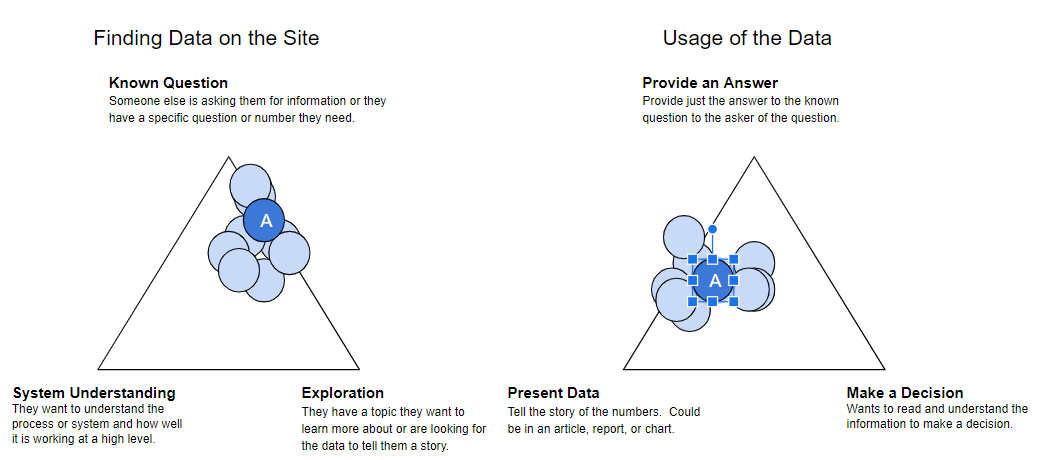 Finding Data on the Site
Known Question
Someone else is asking them for information or they
have a specific question or number they need.
A
System Understanding
They want to understand the
process or system and how well
it is working at a high level.
Exploration
They have a topic they want to
learn more about or are looking for
the data to tell them a story.
Usage of the Data
Provide an Answer
Provide just the answer to the known
question to the asker of the question.
A
Present Data
Tell the story of the numbers.  Could
be in an article, report, or chart.
Make a Decision
Wants to read and understand the
information to make a decision.